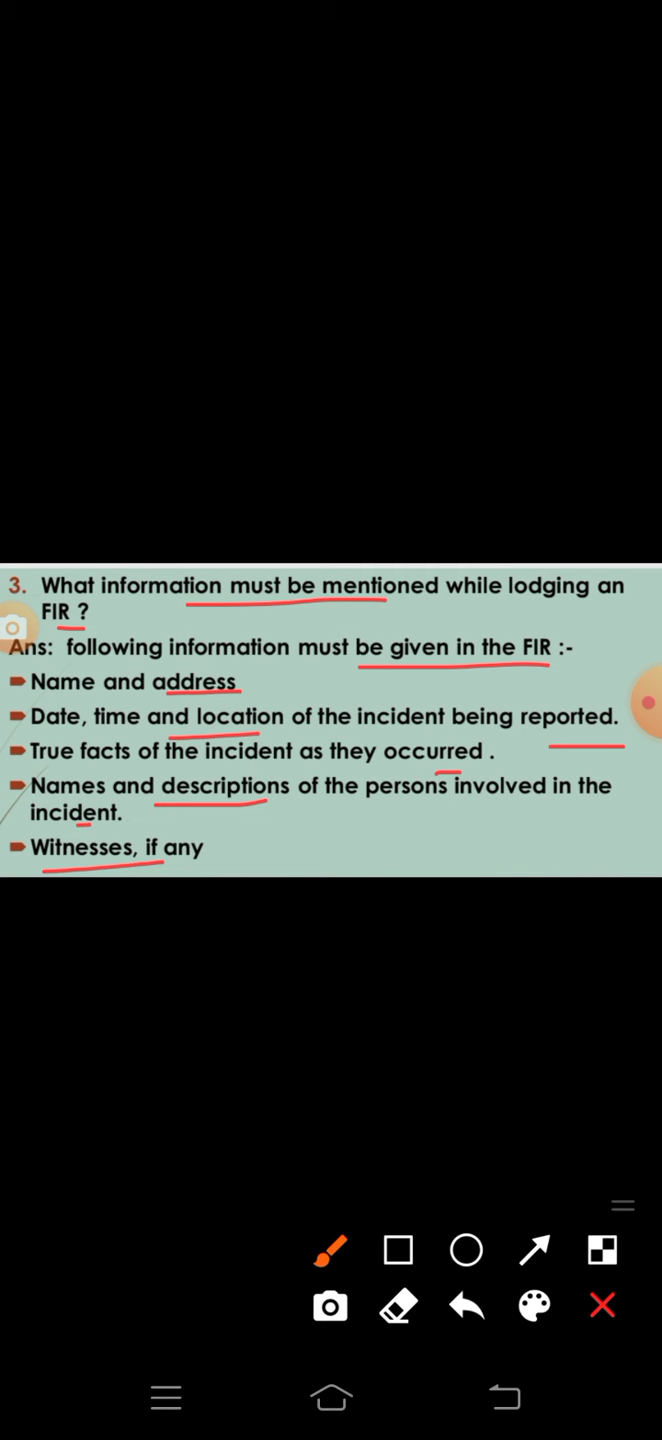 3. What information must be mentioned while lodging an
FIR ?
Ans: following information must be given in the FIR :-
Name and address
Date, time and location of the incident being reported.
True facts of the incident as they occurred .
Names and descriptions of the persons involved in the
incident.
Witnesses, if any